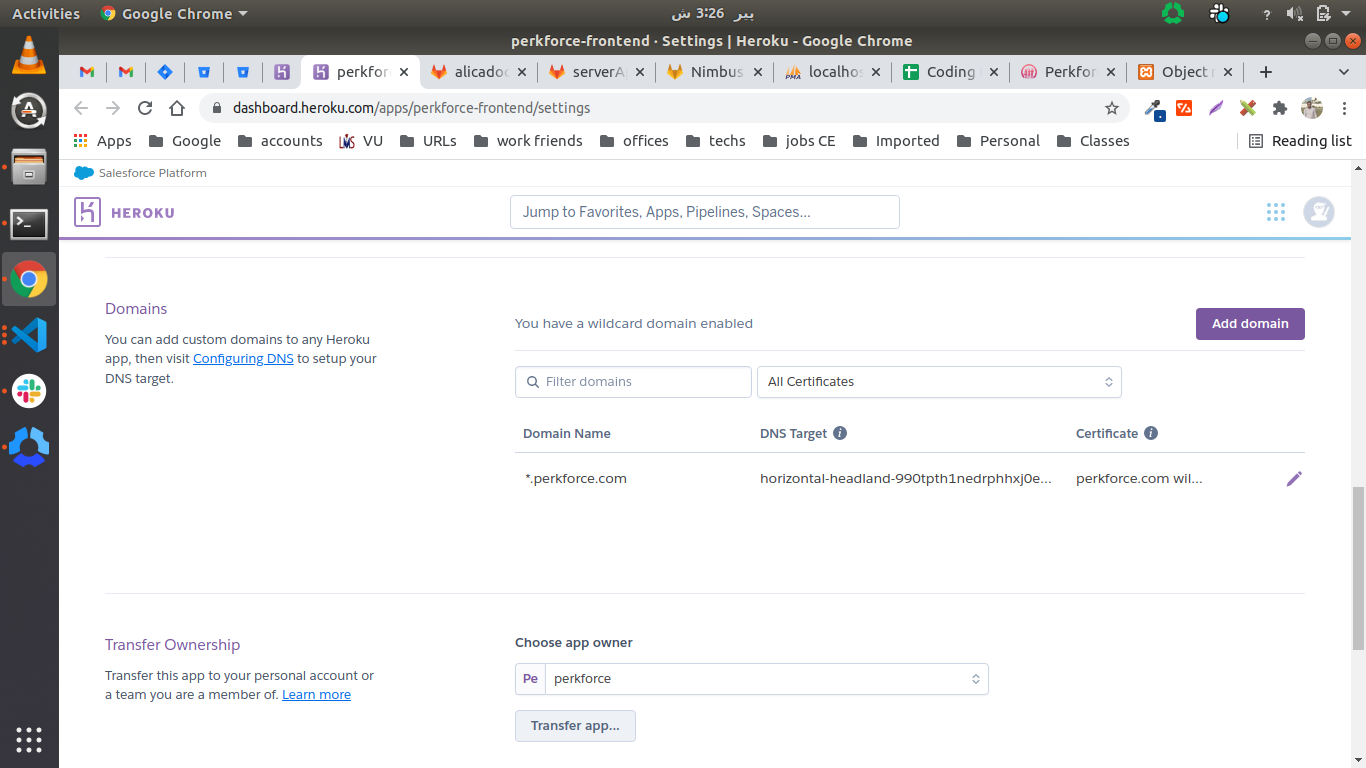 Activities
Google Chrome
پیر 3:26 ش
?
perkforce-frontend · Settings | Heroku - Google Chrome
perkfor
alicadoc
serverA
Nimbus
localhos
Coding
Perkfor
Object r
dashboard.heroku.com/apps/perkforce-frontend/settings
Apps
Google
accounts
VU
URLs
work friends
offices
techs
jobs CE
Imported
Personal
Classes
Reading list
Salesforce Platform
HEROKU
Jump to Favorites, Apps, Pipelines, Spaces...
Domains
You can add custom domains to any Heroku
app, then visit Configuring DNS to setup your
DNS target.
You have a wildcard domain enabled
Add domain
Filter domains
All Certificates
Domain Name
DNS Target
Certificate
*.perkforce.com
horizontal-headland-990tpth1nedrphhxj0e...
perkforce.com wil...
Transfer Ownership
Transfer this app to your personal account or
a team you are a member of. Learn more
Choose app owner
Pe perkforce
Transfer app...